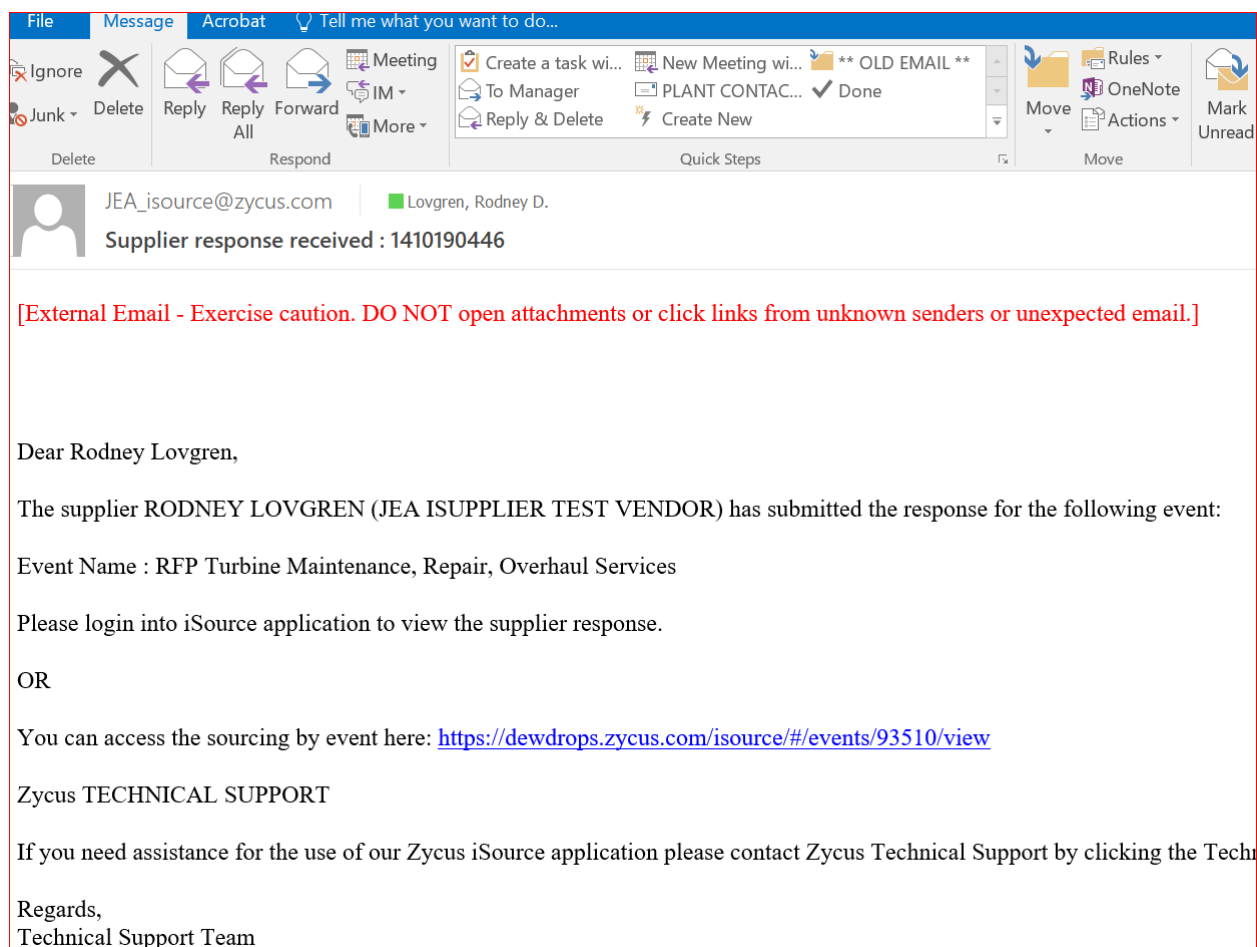 File Message Acrobat Tell me what you want to do...
Ignore
Junk
Delete
Reply
Reply All
Forward
Meeting
IM
More
Create a task wi... New Meeting wi... ** OLD EMAIL **
To Manager PLANT CONTAC... Done
Reply & Delete Create New
Move
Rules
OneNote
Actions
Mark Unread
Delete Respond Quick Steps Move
JEA_isource@zycus.com Lovgren, Rodney D.
Supplier response received : 1410190446
[External Email - Exercise caution. DO NOT open attachments or click links from unknown senders or unexpected email.]
Dear Rodney Lovgren,
The supplier RODNEY LOVGREN (JEA ISUPPLIER TEST VENDOR) has submitted the response for the following event:
Event Name : RFP Turbine Maintenance, Repair, Overhaul Services
Please login into iSource application to view the supplier response.
OR
You can access the sourcing by event here: https://dewdrops.zycus.com/isource/#/events/93510/view
Zycus TECHNICAL SUPPORT
If you need assistance for the use of our Zycus iSource application please contact Zycus Technical Support by clicking the
Regards,
Technical Support Team